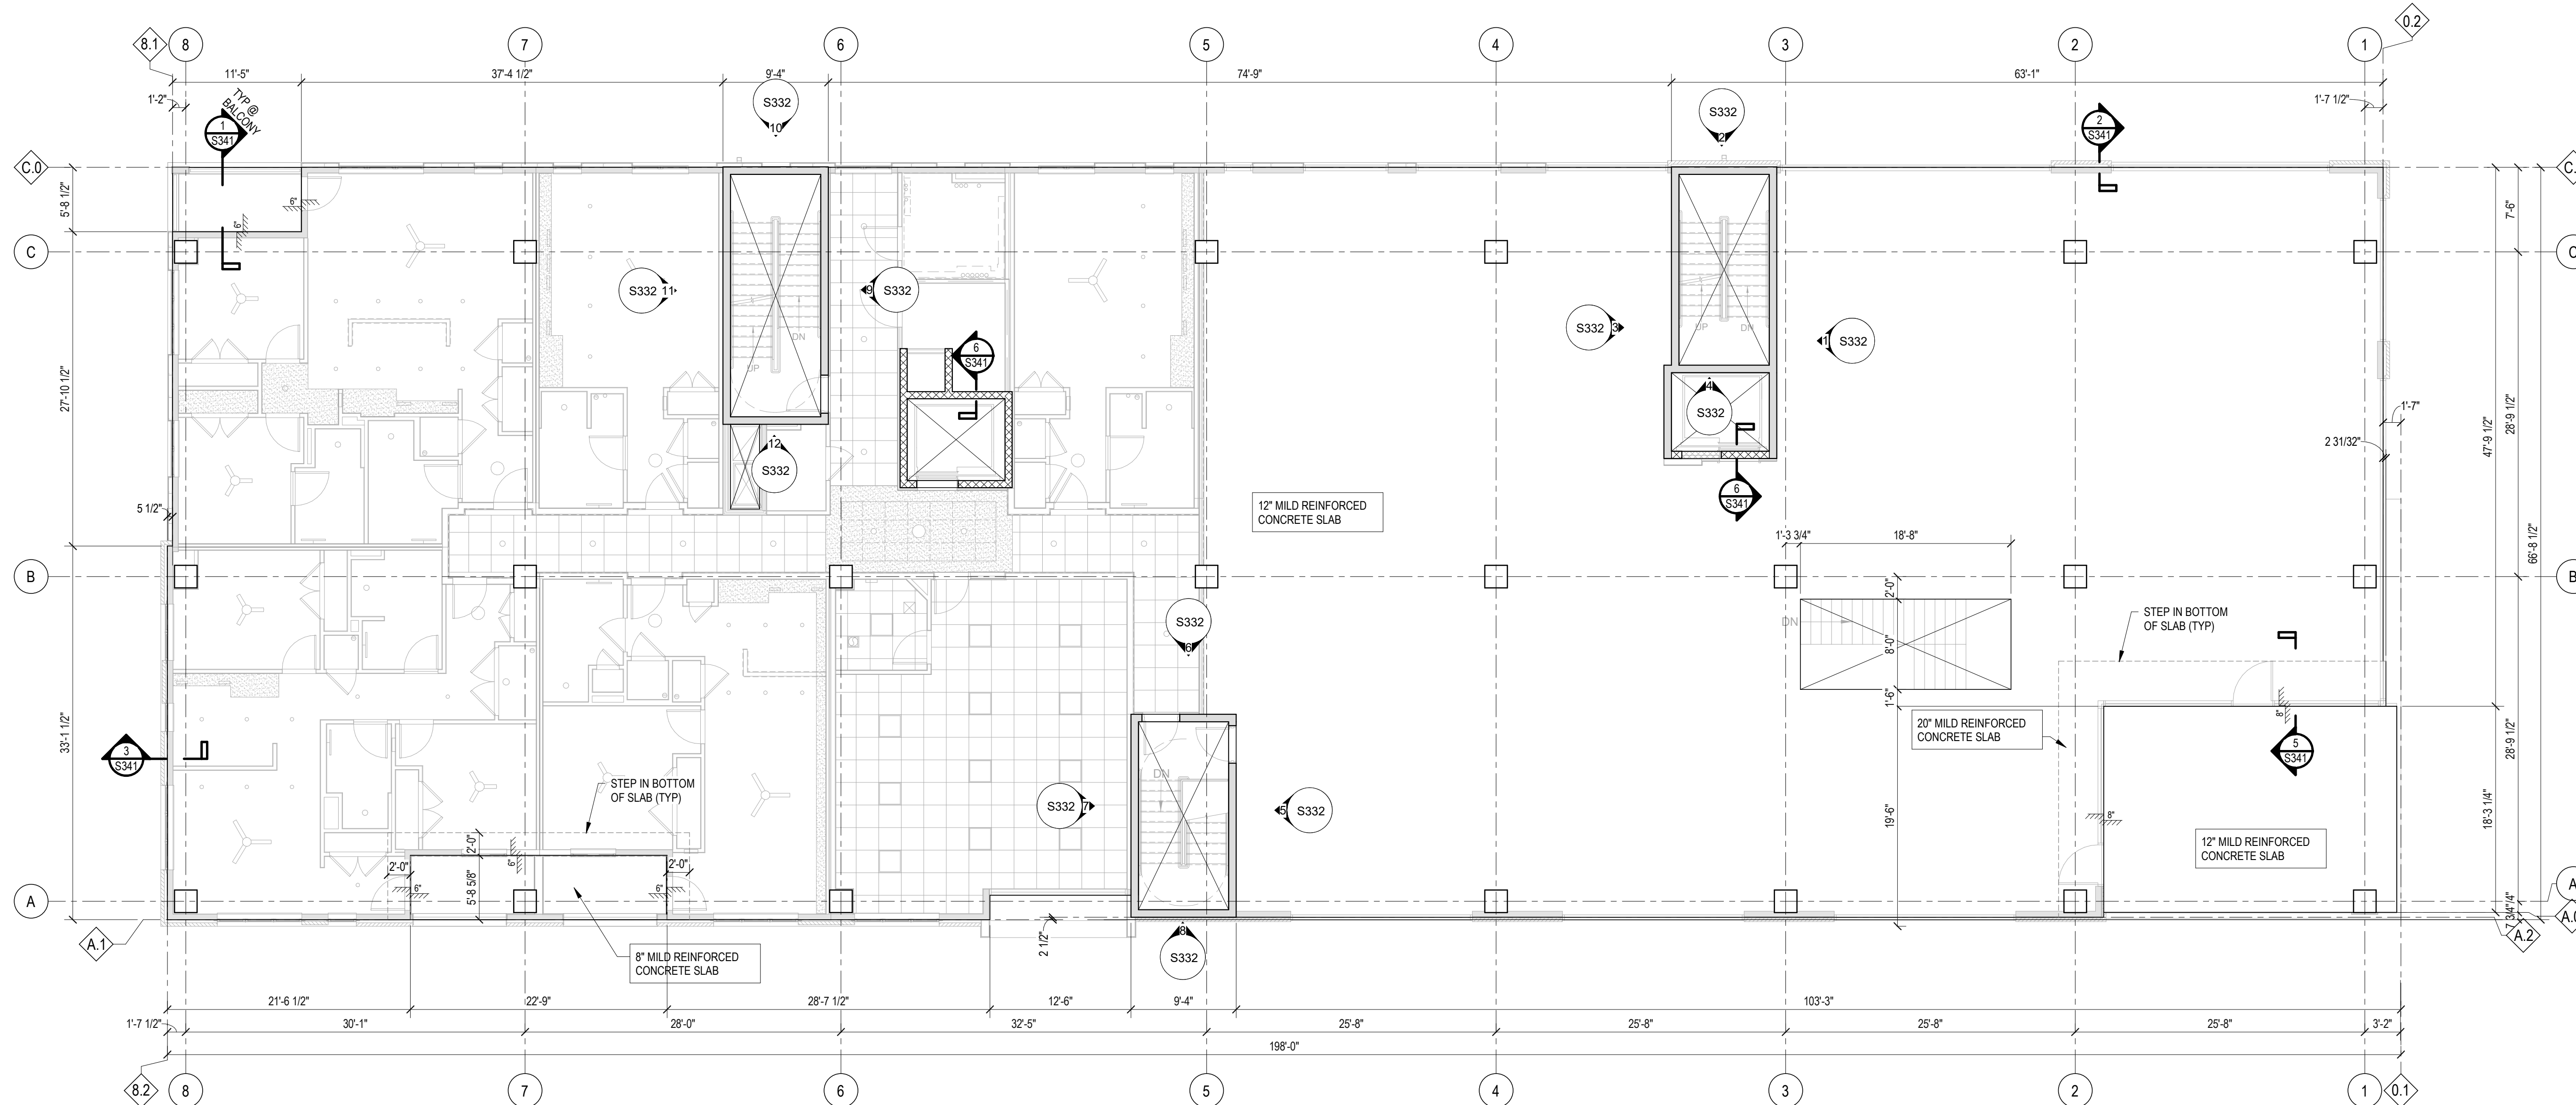 8.1
8
7
6
5
4
3
2
1
0.2
11'-5"
37'-4 1/2"
9'-4"
74'-9"
63'-1"
1'-2"
TYP @
BALCONY
1'-7 1/2"
S332
10
S332
2
1
S341
2
S341
C.0
5'-8 1/2"
6"
6"
7'-6"
C
C
S332 11
9 S332
S332 3
1 S332
DN
UP
UP
DN
6
S341
4
S332
27'-10 1/2"
28'-9 1/2"
47'-9 1/2"
1'-7"
2 31/32"
12
S332
6
S341
5 1/2"
12" MILD REINFORCED
CONCRETE SLAB
66'-8 1/2"
1'-3 3/4"
18'-8"
B
B
2'-0"
DN
8'-0"
1'-6"
STEP IN BOTTOM
OF SLAB (TYP)
S332
6
33'-1 1/2"
3
S341
20" MILD REINFORCED
CONCRETE SLAB
8"
5
S341
28'-9 1/2"
STEP IN BOTTOM
OF SLAB (TYP)
DN
S332 7
5 S332
19'-6"
8"
18'-3 1/4"
12" MILD REINFORCED
CONCRETE SLAB
2'-0"
6"
2'-0"
2'-0"
6"
5'-8 5/8"
6"
A
A
A.1
2 1/2"
8
S332
A.2
8" MILD REINFORCED
CONCRETE SLAB
21'-6 1/2"
22'-9"
28'-7 1/2"
12'-6"
9'-4"
103'-3"
1'-7 1/2"
30'-1"
28'-0"
32'-5"
25'-8"
25'-8"
25'-8"
25'-8"
3'-2"
198'-0"
8.2
8
7
6
5
4
3
2
1
0.1